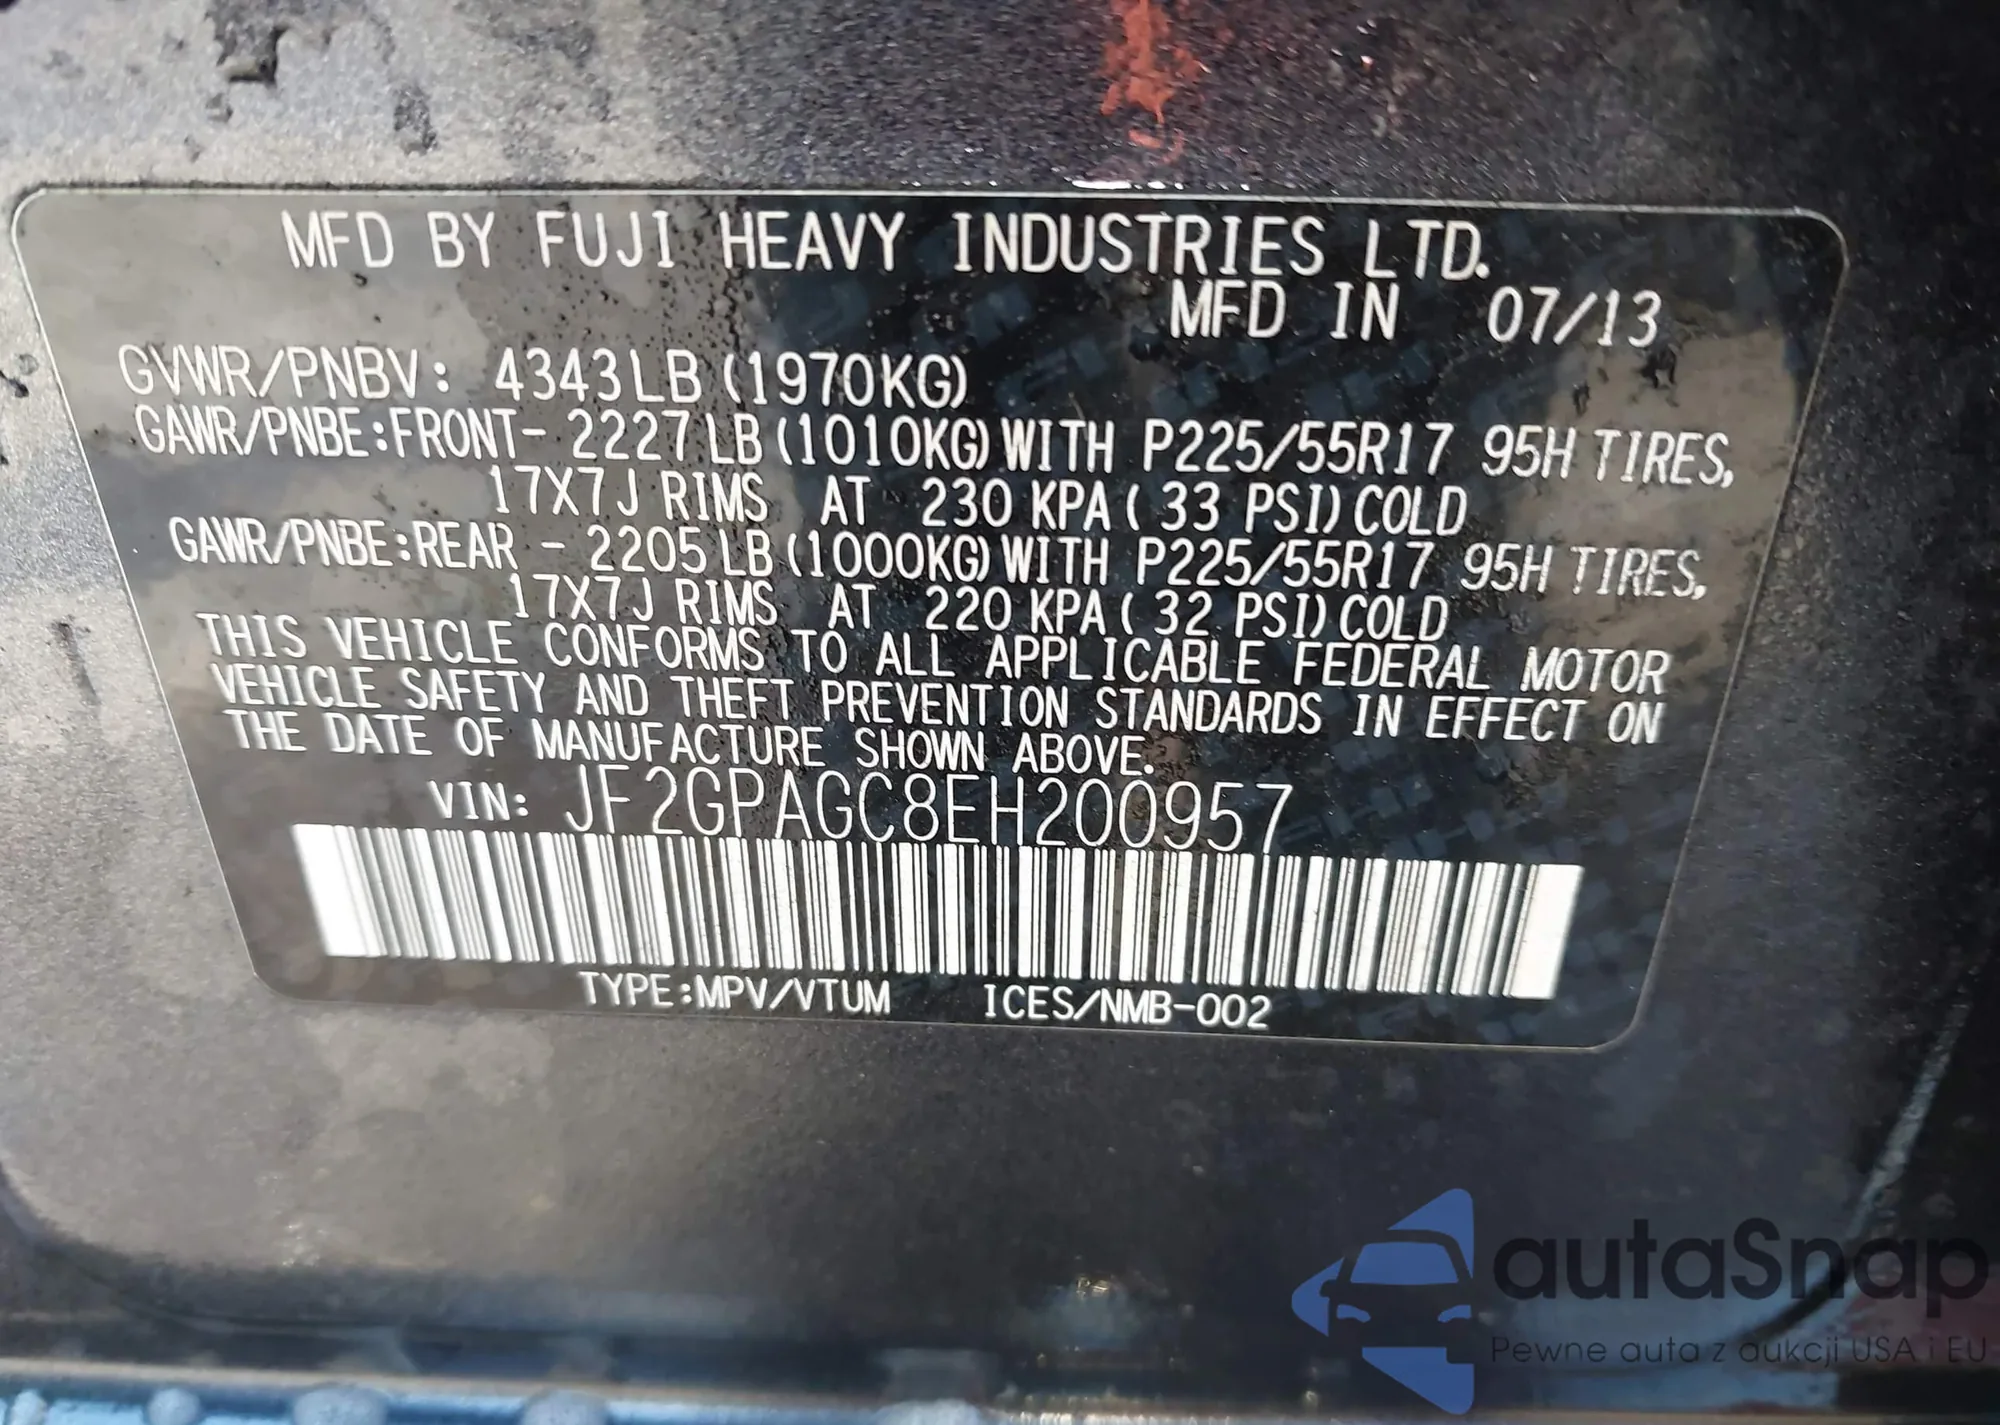 MFD BY FUJI HEAVY INDUSTRIES LTD.
MFD IN 07/13
GVWR/PNBV: 4343LB (1970KG)
GAWR/PNBE:FRONT- 2227 LB (1010KG) WITH P225/55R17 95H TIRES,
17X7J RIMS AT 230 KPA ( 33 PSI) COLD
GAWR/PNBE:REAR - 2205 LB (1000KG) WITH P225/55R17 95H TIRES,
17X7J RIMS AT 220 KPA ( 32 PSI) COLD
THIS VEHICLE CONFORMS TO ALL APPLICABLE FEDERAL MOTOR
VEHICLE SAFETY AND THEFT PREVENTION STANDARDS IN EFFECT ON
THE DATE OF MANUFACTURE SHOWN ABOVE.
VIN: JF2GPAGC8EH200957
TYPE:MPV/VTUM ICES/NMB-002
autaSnap
Pewne auta z aukcji USA i EU